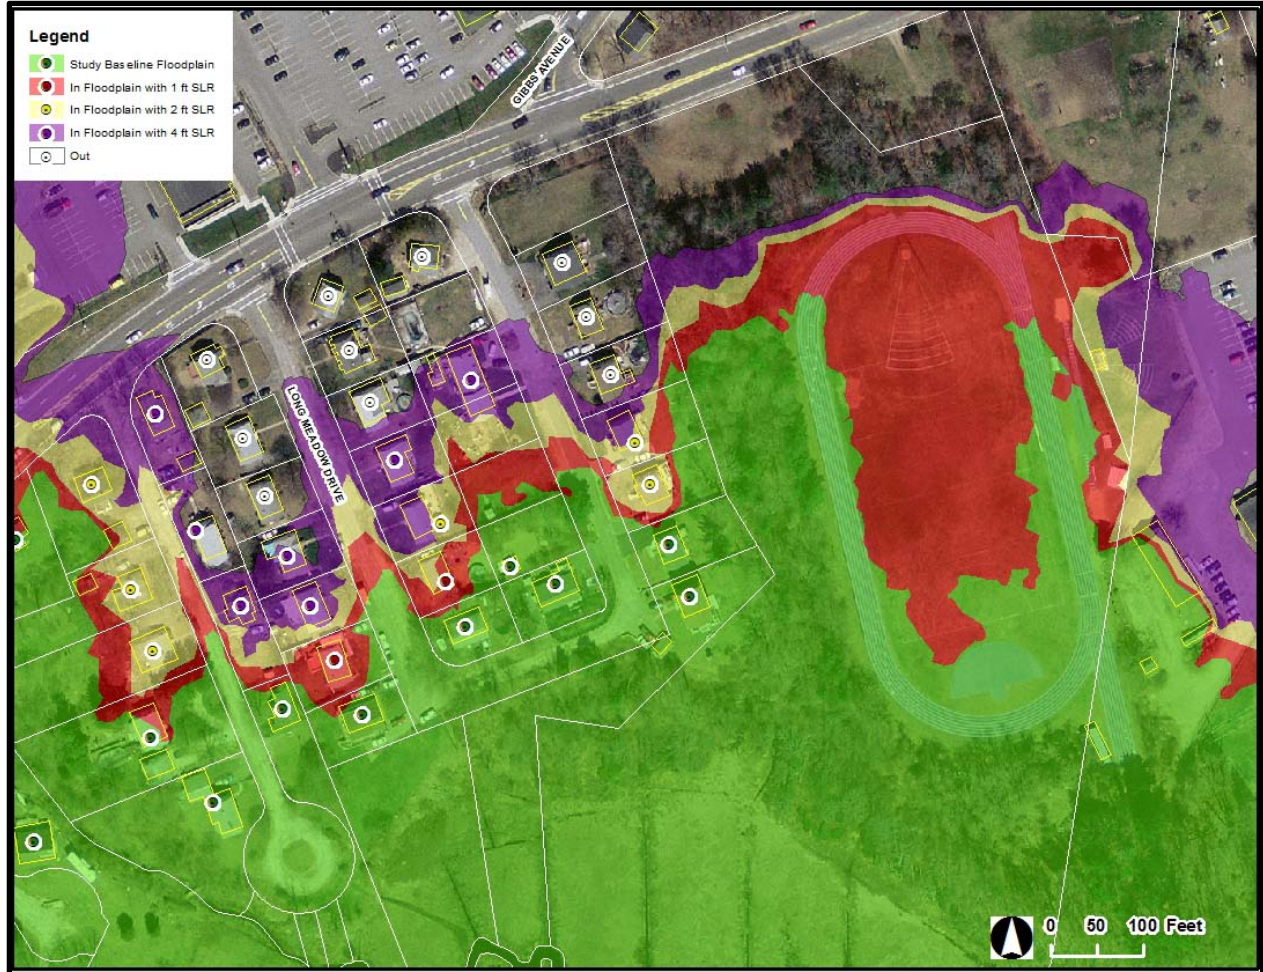 Legend
Study Baseline Floodplain
In Floodplain with 1 ft SLR
In Floodplain with 2 ft SLR
In Floodplain with 4 ft SLR
Out
GIBBS AVENUE
LONG MEADOW DRIVE
0 50 100 Feet